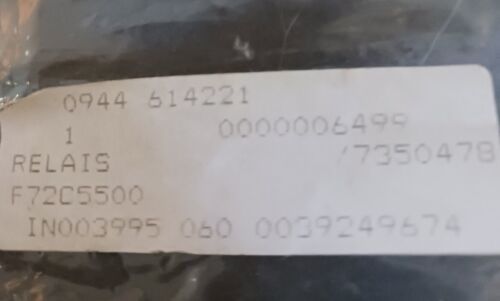 0944 614221
1 0000006499
RELAIS /7350478
F72C5500
IN003995 060 0039249674